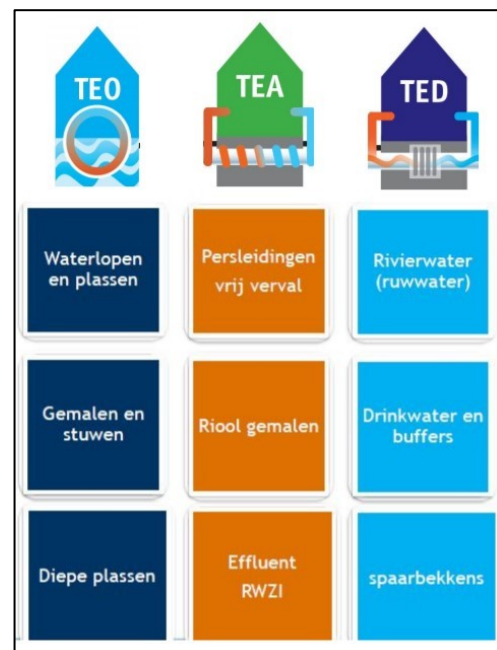 TEO
TEA
TED
Waterlopen
en plassen
Persleidingen
vrij verval
Rivierwater
(ruwwater)
Gemalen en
stuwen
Riool gemalen
Drinkwater en
buffers
Diepe plassen
Effluent
RWZI
spaarbekkens